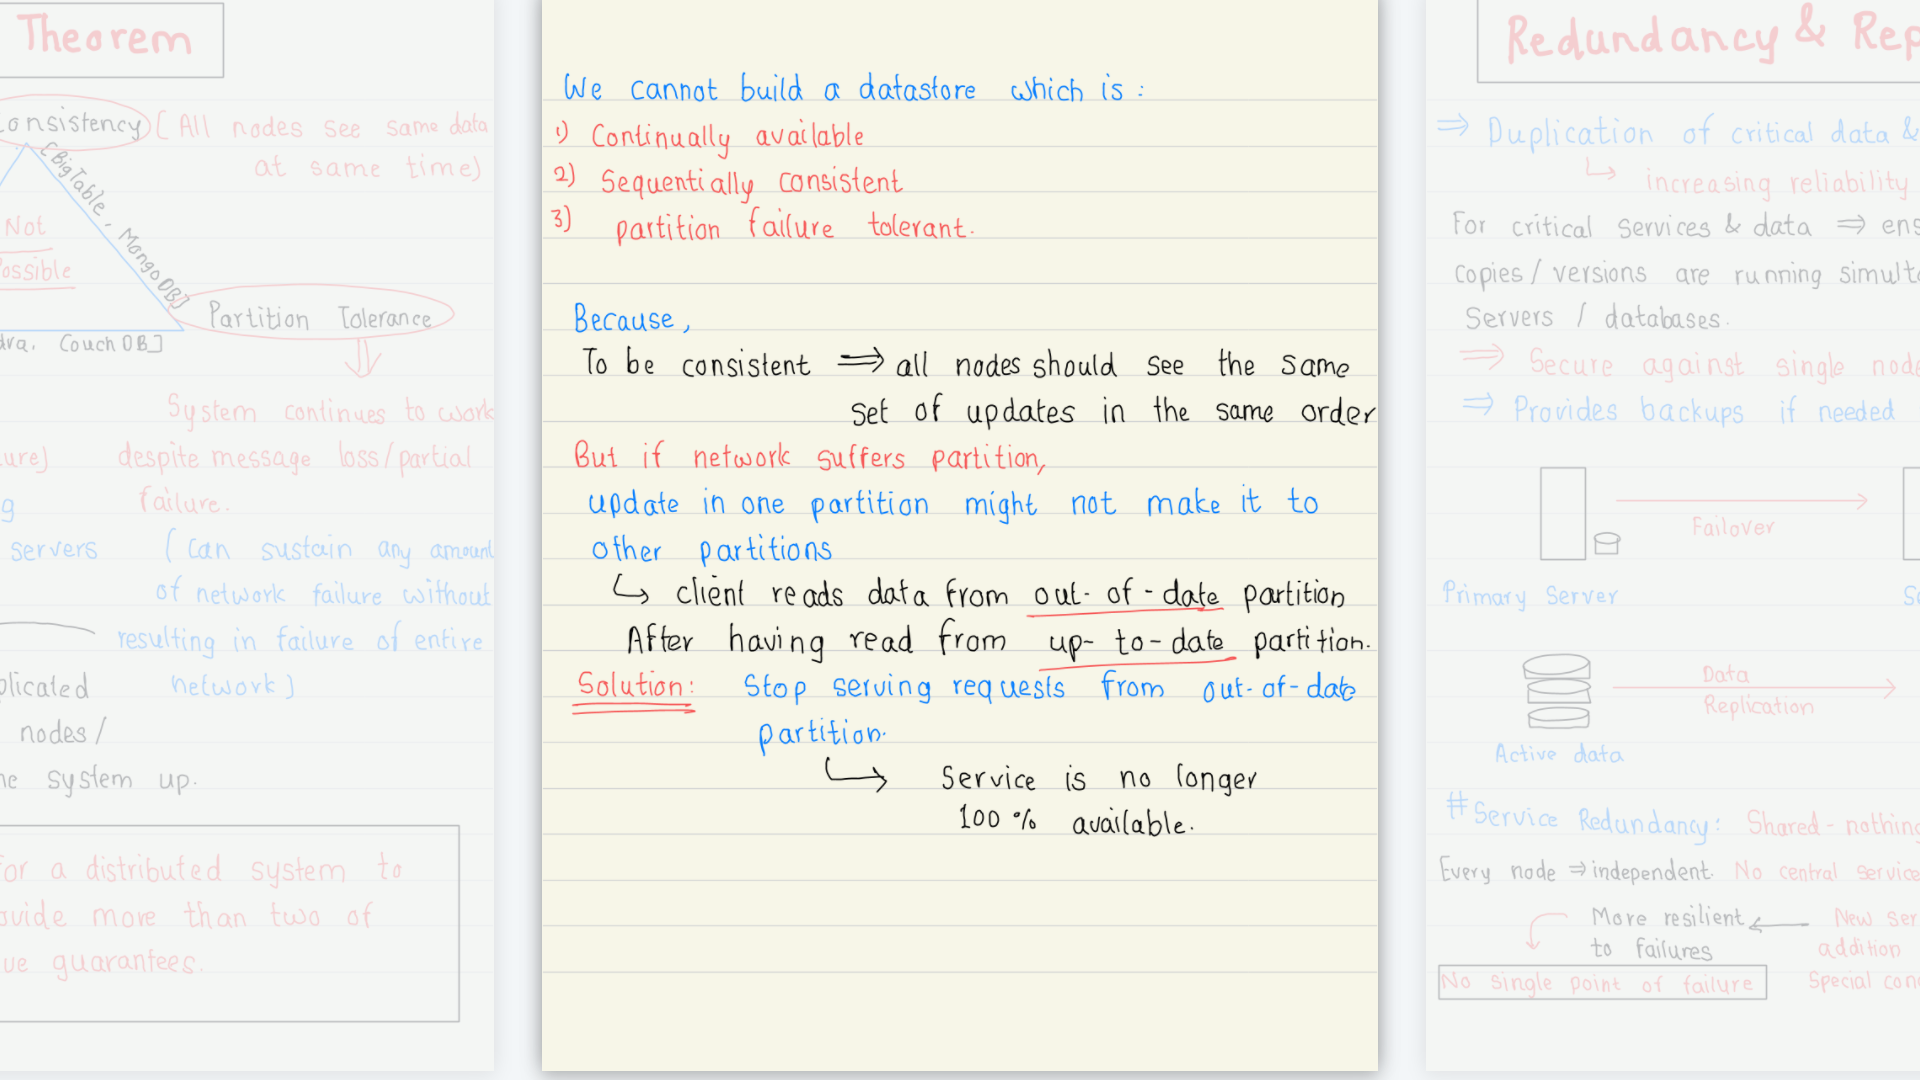 Theorem
Consistency
[All nodes see same data
at same time)
[BigTable, MongoDB]
Not
Possible
Partition Tolerance
dra, CouchDB]
System continues to work
ure) despite message loss/partial
g failure.
servers (can sustain any amount
of network failure without
resulting in failure of entire
plicated network)
nodes/
he system up.
for a distributed system to
ovide more than two of
ve guarantees.
We cannot build a datastore which is:
1) Continually available
2) Sequentially consistent
3) partition failure tolerant.
Because,
To be consistent ⇒ all nodes should see the same
set of updates in the same order
But if network suffers partition,
update in one partition might not make it to
other partitions
↳ client reads data from out-of-date partition
After having read from up-to-date partition.
Solution: Stop serving requests from out-of-date
partition.
↳ Service is no longer
100% available.
Redundancy & Rep
⇒ Duplication of critical data &
↳ increasing reliability
For critical services & data ⇒ ens
copies/versions are running simulta
Servers / databases.
⇒ Secure against single node
⇒ Provides backups if needed
Failover
Primary Server
Data
Replication
Active data
# Service Redundancy: Shared-nothing
Every node ⇒ independent. No central service
More resilient ← New ser
to failures addition
No single point of failure Special cond